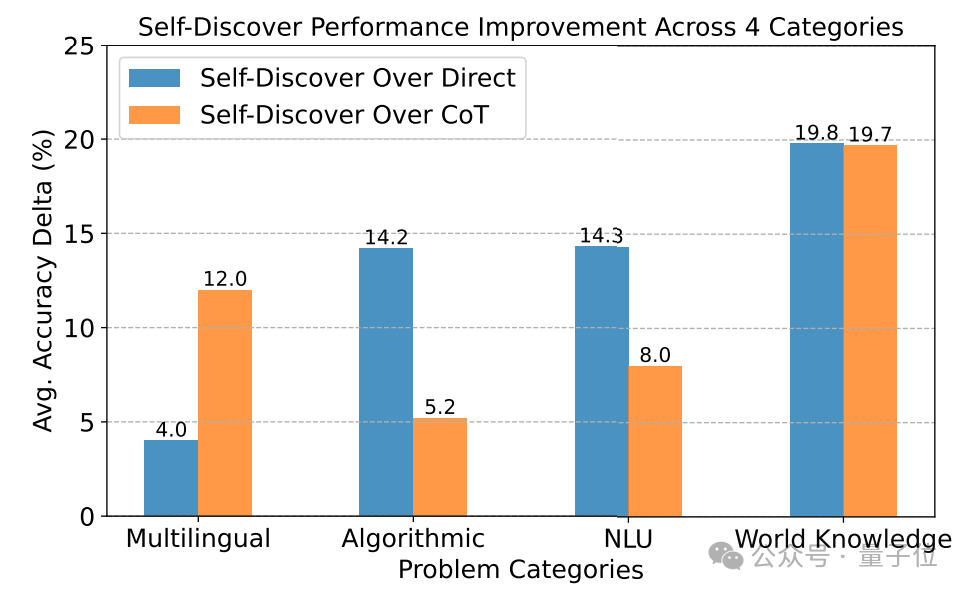 Self-Discover Performance Improvement Across 4 Categories
Self-Discover Over Direct
Self-Discover Over CoT
Avg. Accuracy Delta (%)
25
20
15
10
5
0
4.0
12.0
14.2
5.2
14.3
8.0
19.8
19.7
Multilingual
Algorithmic
NLU
World Knowledge
Problem Categories
公众号 · 量子位